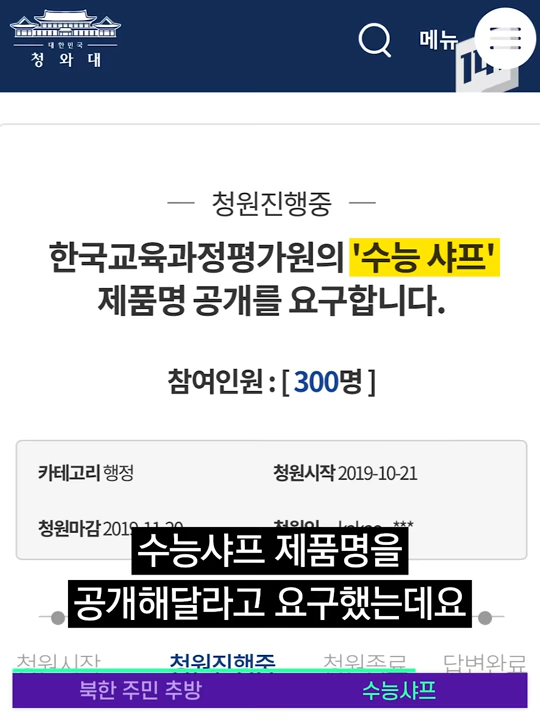 대한민국
청와대
메뉴
청원진행중
한국교육과정평가원의 '수능 샤프'
제품명 공개를 요구합니다.
참여인원 : [ 300명 ]
카테고리 행정
청원시작 2019-10-21
청원마감 2019-11-20
청원인
수능샤프 제품명을
공개해달라고 요구했는데요
청원시작
청원진행중
청원종료
답변완료
북한 주민 추방
수능샤프